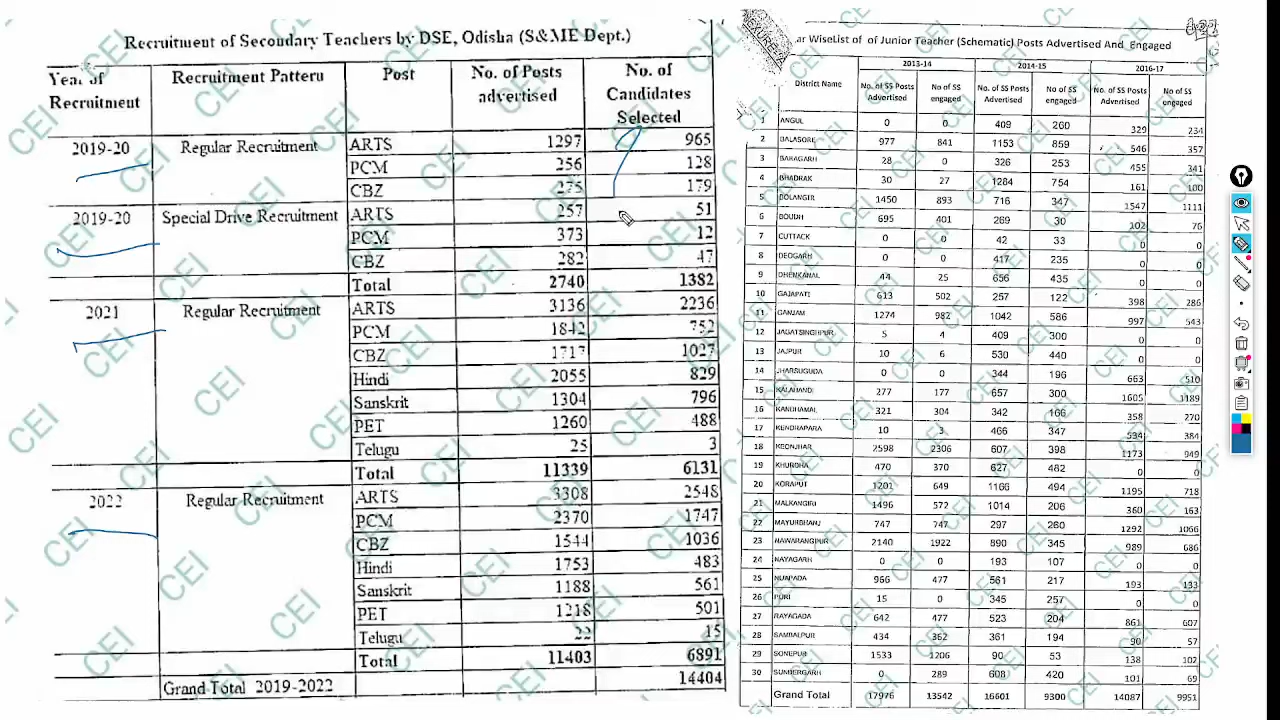 Recruitment of Secondary Teachers by DSE, Odisha (S&ME Dept.)
Year of Recruitment Recruitment Pattern Post No. of Posts advertised No. of Candidates Selected
2019-20 Regular Recruitment ARTS 1297 965
PCM 256 128
CBZ 275 179
2019-20 Special Drive Recruitment ARTS 257 51
PCM 373 12
CBZ 282 47
Total 2740 1382
2021 Regular Recruitment ARTS 3136 2236
PCM 1842 752
CBZ 1717 1027
Hindi 2055 829
Sanskrit 1304 796
PET 1260 488
Telugu 25 3
Total 11339 6131
2022 Regular Recruitment ARTS 3308 2548
PCM 2370 1747
CBZ 1544 1036
Hindi 1753 483
Sanskrit 1188 561
PET 1218 501
Telugu 22 15
Total 11403 6891
Grand Total 2019-2022 14404
ar WiseList of of Junior Teacher (Schematic) Posts Advertised And Engaged
2013-14 2014-15 2016-17
District Name No. of SS Posts Advertised No of SS engaged No. of SS Posts Advertised No of SS engaged No. of SS Posts Advertised No of SS engaged
1 ANGUL 0 0 409 260 329 234
2 BALASORE 977 841 1153 859 546 357
3 BARAGARH 28 0 326 253 455 341
4 BHADRAK 30 27 1284 754 161 100
5 BOLANGIR 1450 893 716 347 1547 1111
6 BOUDH 695 401 269 30 102 76
7 CUTTACK 0 0 42 33 0 0
8 DEOGARH 0 0 417 235 0 0
9 DHENKANAL 44 25 656 435 0 0
10 GAJAPATI 613 502 257 122 398 286
11 GANJAM 1274 982 1042 586 997 543
12 JAGATSINGHPUR 5 4 409 300 0 0
13 JAJPUR 10 6 530 440 0 0
14 JHARSUGUDA 0 0 344 196 663 510
15 KALAHANDI 277 177 657 300 1605 1189
16 KANDHAMAL 321 304 342 166 358 270
17 KENDRAPARA 10 3 466 347 534 384
18 KEONJHAR 2598 2306 607 398 1173 949
19 KHURDHA 470 370 627 482 0 0
20 KORAPUT 1201 649 1166 494 1195 718
21 MALKANGIRI 1496 572 1014 206 360 163
22 MAYURBHANJ 747 747 297 260 1292 1066
23 NAWARANGPUR 2140 1922 890 345 989 686
24 NAYAGARH 0 0 193 107 0 0
25 NUAPADA 966 477 561 217 193 133
26 PURI 15 0 345 257 0 0
27 RAYAGADA 642 477 523 204 861 607
28 SAMBALPUR 434 362 361 194 90 57
29 SONEPUR 1533 1206 90 53 138 102
30 SUNDERGARH 0 289 608 420 101 69
Grand Total 17976 13542 16601 9300 14087 9951